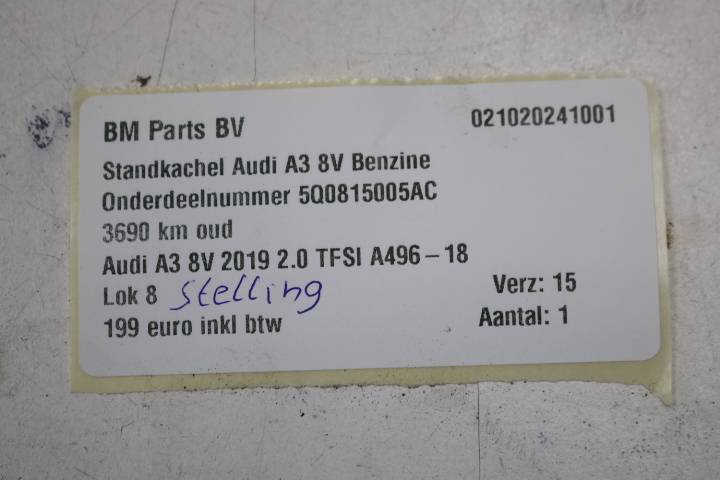 BM Parts BV 021020241001
Standkachel Audi A3 8V Benzine
Onderdeelnummer 5Q0815005AC
3690 km oud
Audi A3 8V 2019 2.0 TFSI A496-18
Lok 8 Stelling Verz: 15
199 euro inkl btw Aantal: 1